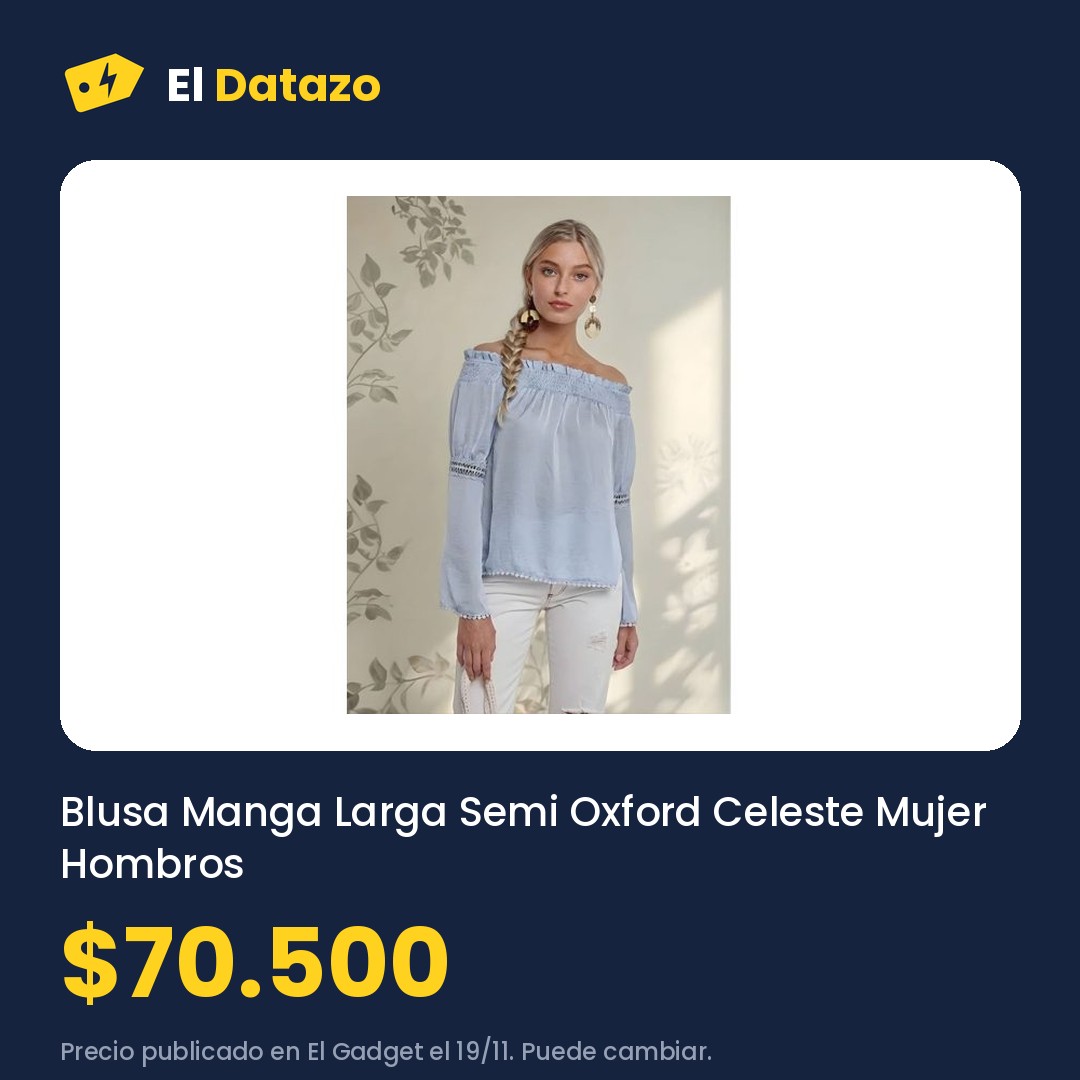 El Datazo
Blusa Manga Larga Semi Oxford Celeste Mujer
Hombros
$70.500
Precio publicado en El Gadget el 19/11. Puede cambiar.